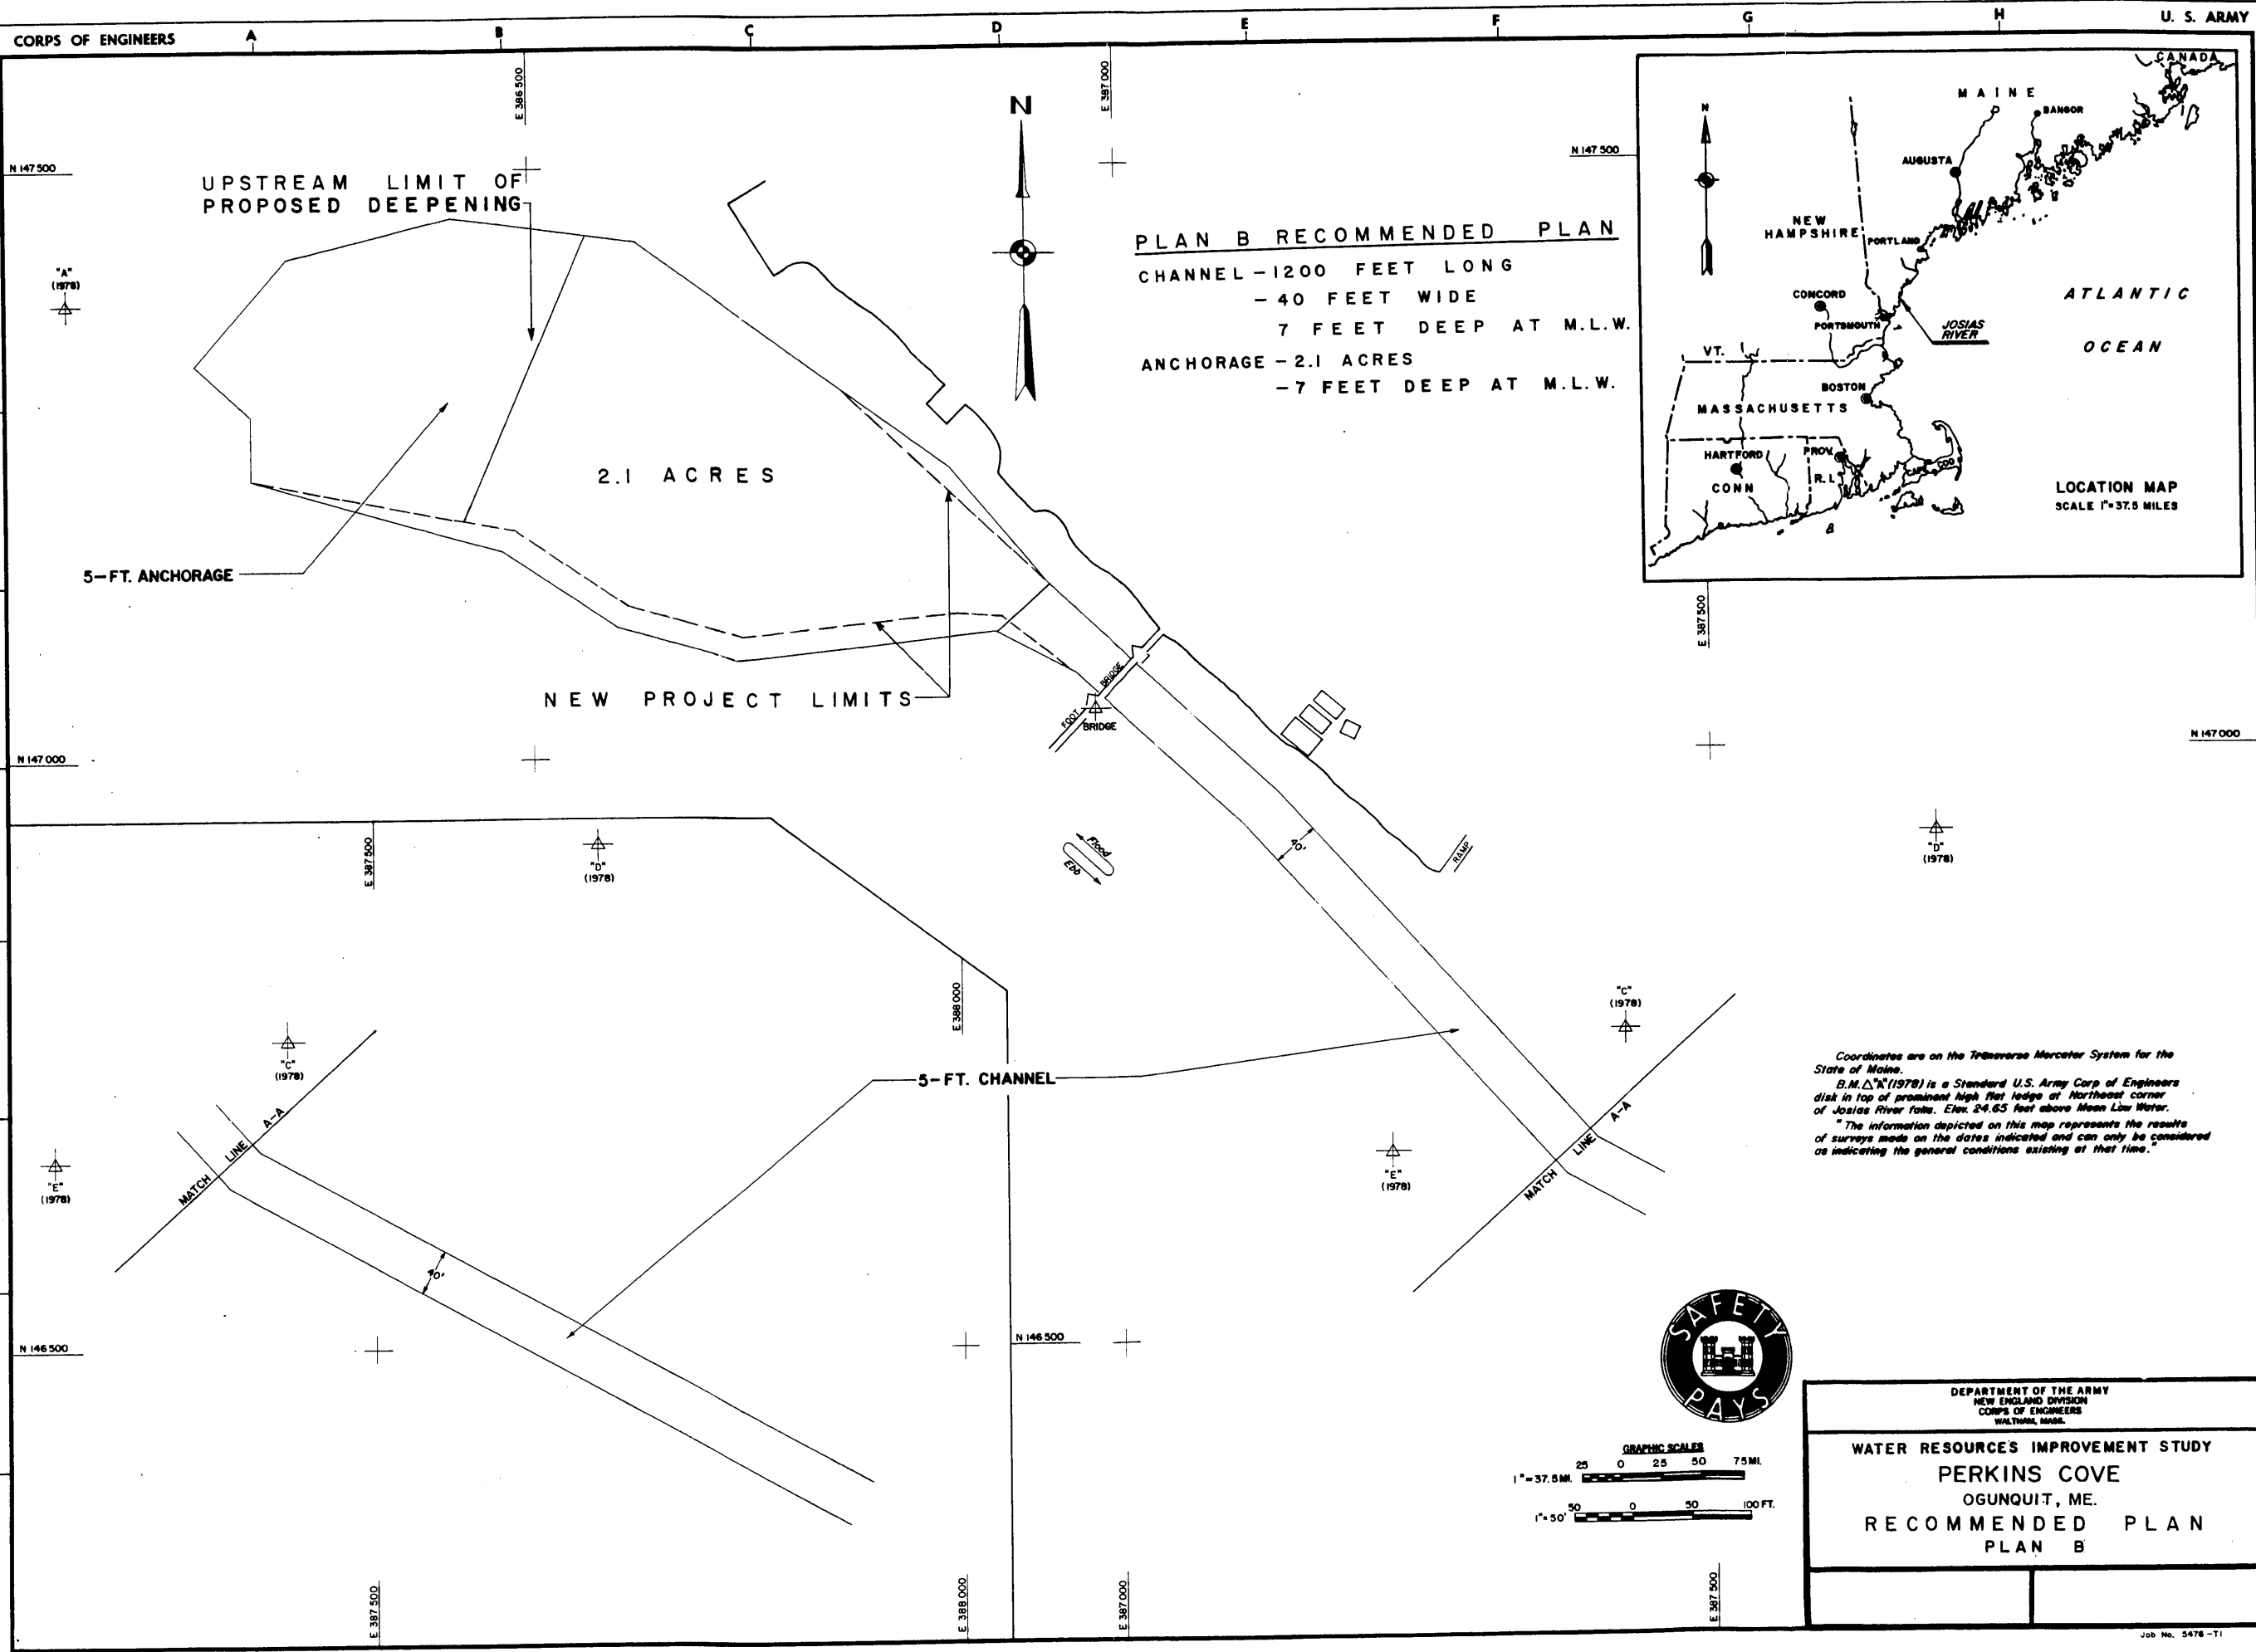 CORPS OF ENGINEERS
A
B
C
D
E
F
G
H
U. S. ARMY
E 386 500
E 387 000
N 147 500
N 147 500
UPSTREAM LIMIT OF
PROPOSED DEEPENING
"A"
(1978)
N
PLAN B RECOMMENDED PLAN
CHANNEL - 1200 FEET LONG
- 40 FEET WIDE
7 FEET DEEP AT M.L.W.
ANCHORAGE - 2.1 ACRES
- 7 FEET DEEP AT M.L.W.
2.1 ACRES
5-FT. ANCHORAGE
NEW PROJECT LIMITS
FOOT BRIDGE
BRIDGE
CANADA
MAINE
N
BANGOR
AUGUSTA
NEW
HAMPSHIRE
PORTLAND
CONCORD
PORTSMOUTH
JOSIAS
RIVER
ATLANTIC
OCEAN
VT.
BOSTON
MASSACHUSETTS
HARTFORD
PROV.
R. I.
CONN
CAPE COD
LOCATION MAP
SCALE 1"=37.5 MILES
E 387 500
N 147 000
N 147 000
40'
Flood
Ebb
RAMP
E 387 500
"D"
(1978)
"D"
(1978)
E 388 000
"C"
(1978)
"C"
(1978)
5-FT. CHANNEL
MATCH LINE A-A
MATCH LINE A-A
"E"
(1978)
"E"
(1978)
40'
Coordinates are on the Transverse Mercator System for the
State of Maine.
B.M. △ "A" (1978) is a Standard U.S. Army Corp of Engineers
disk in top of prominent high flat ledge at Northeast corner
of Josias River falls. Elev. 24.65 feet above Mean Low Water.
" The information depicted on this map represents the results
of surveys made on the dates indicated and can only be considered
as indicating the general conditions existing at that time."
N 146 500
N 146 500
SAFETY
PAYS
GRAPHIC SCALES
25 0 25 50 75 MI.
1"=37.5 MI.
50 0 50 100 FT.
1"=50'
E 387 500
E 388 000
E 387 000
E 387 500
DEPARTMENT OF THE ARMY
NEW ENGLAND DIVISION
CORPS OF ENGINEERS
WALTHAM, MASS.
WATER RESOURCES IMPROVEMENT STUDY
PERKINS COVE
OGUNQUIT, ME.
RECOMMENDED PLAN
PLAN B
Job No. 5476-T1